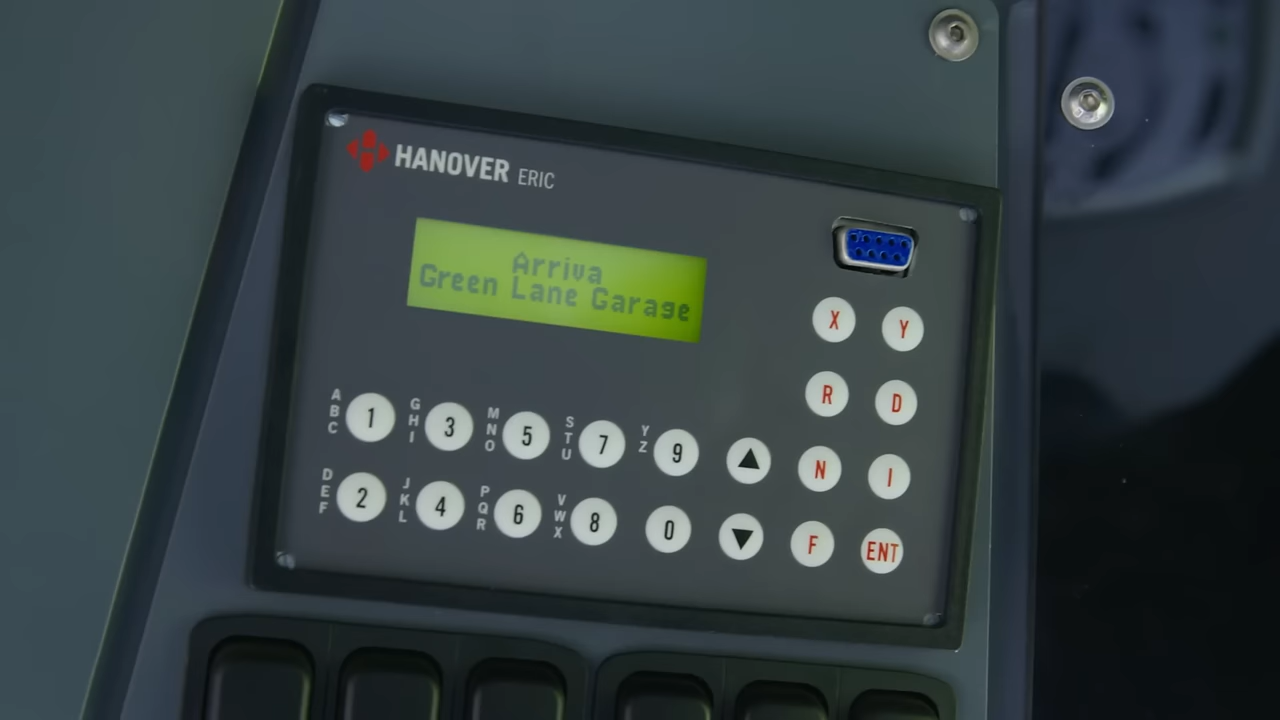 HANOVER ERIC
Arriva
Green Lane Garage
X Y
R D
ABC 1 GHI 3 MNO 5 STU 7 YZ 9 N I
DEF 2 JKL 4 PQR 6 VWX 8 0 F ENT